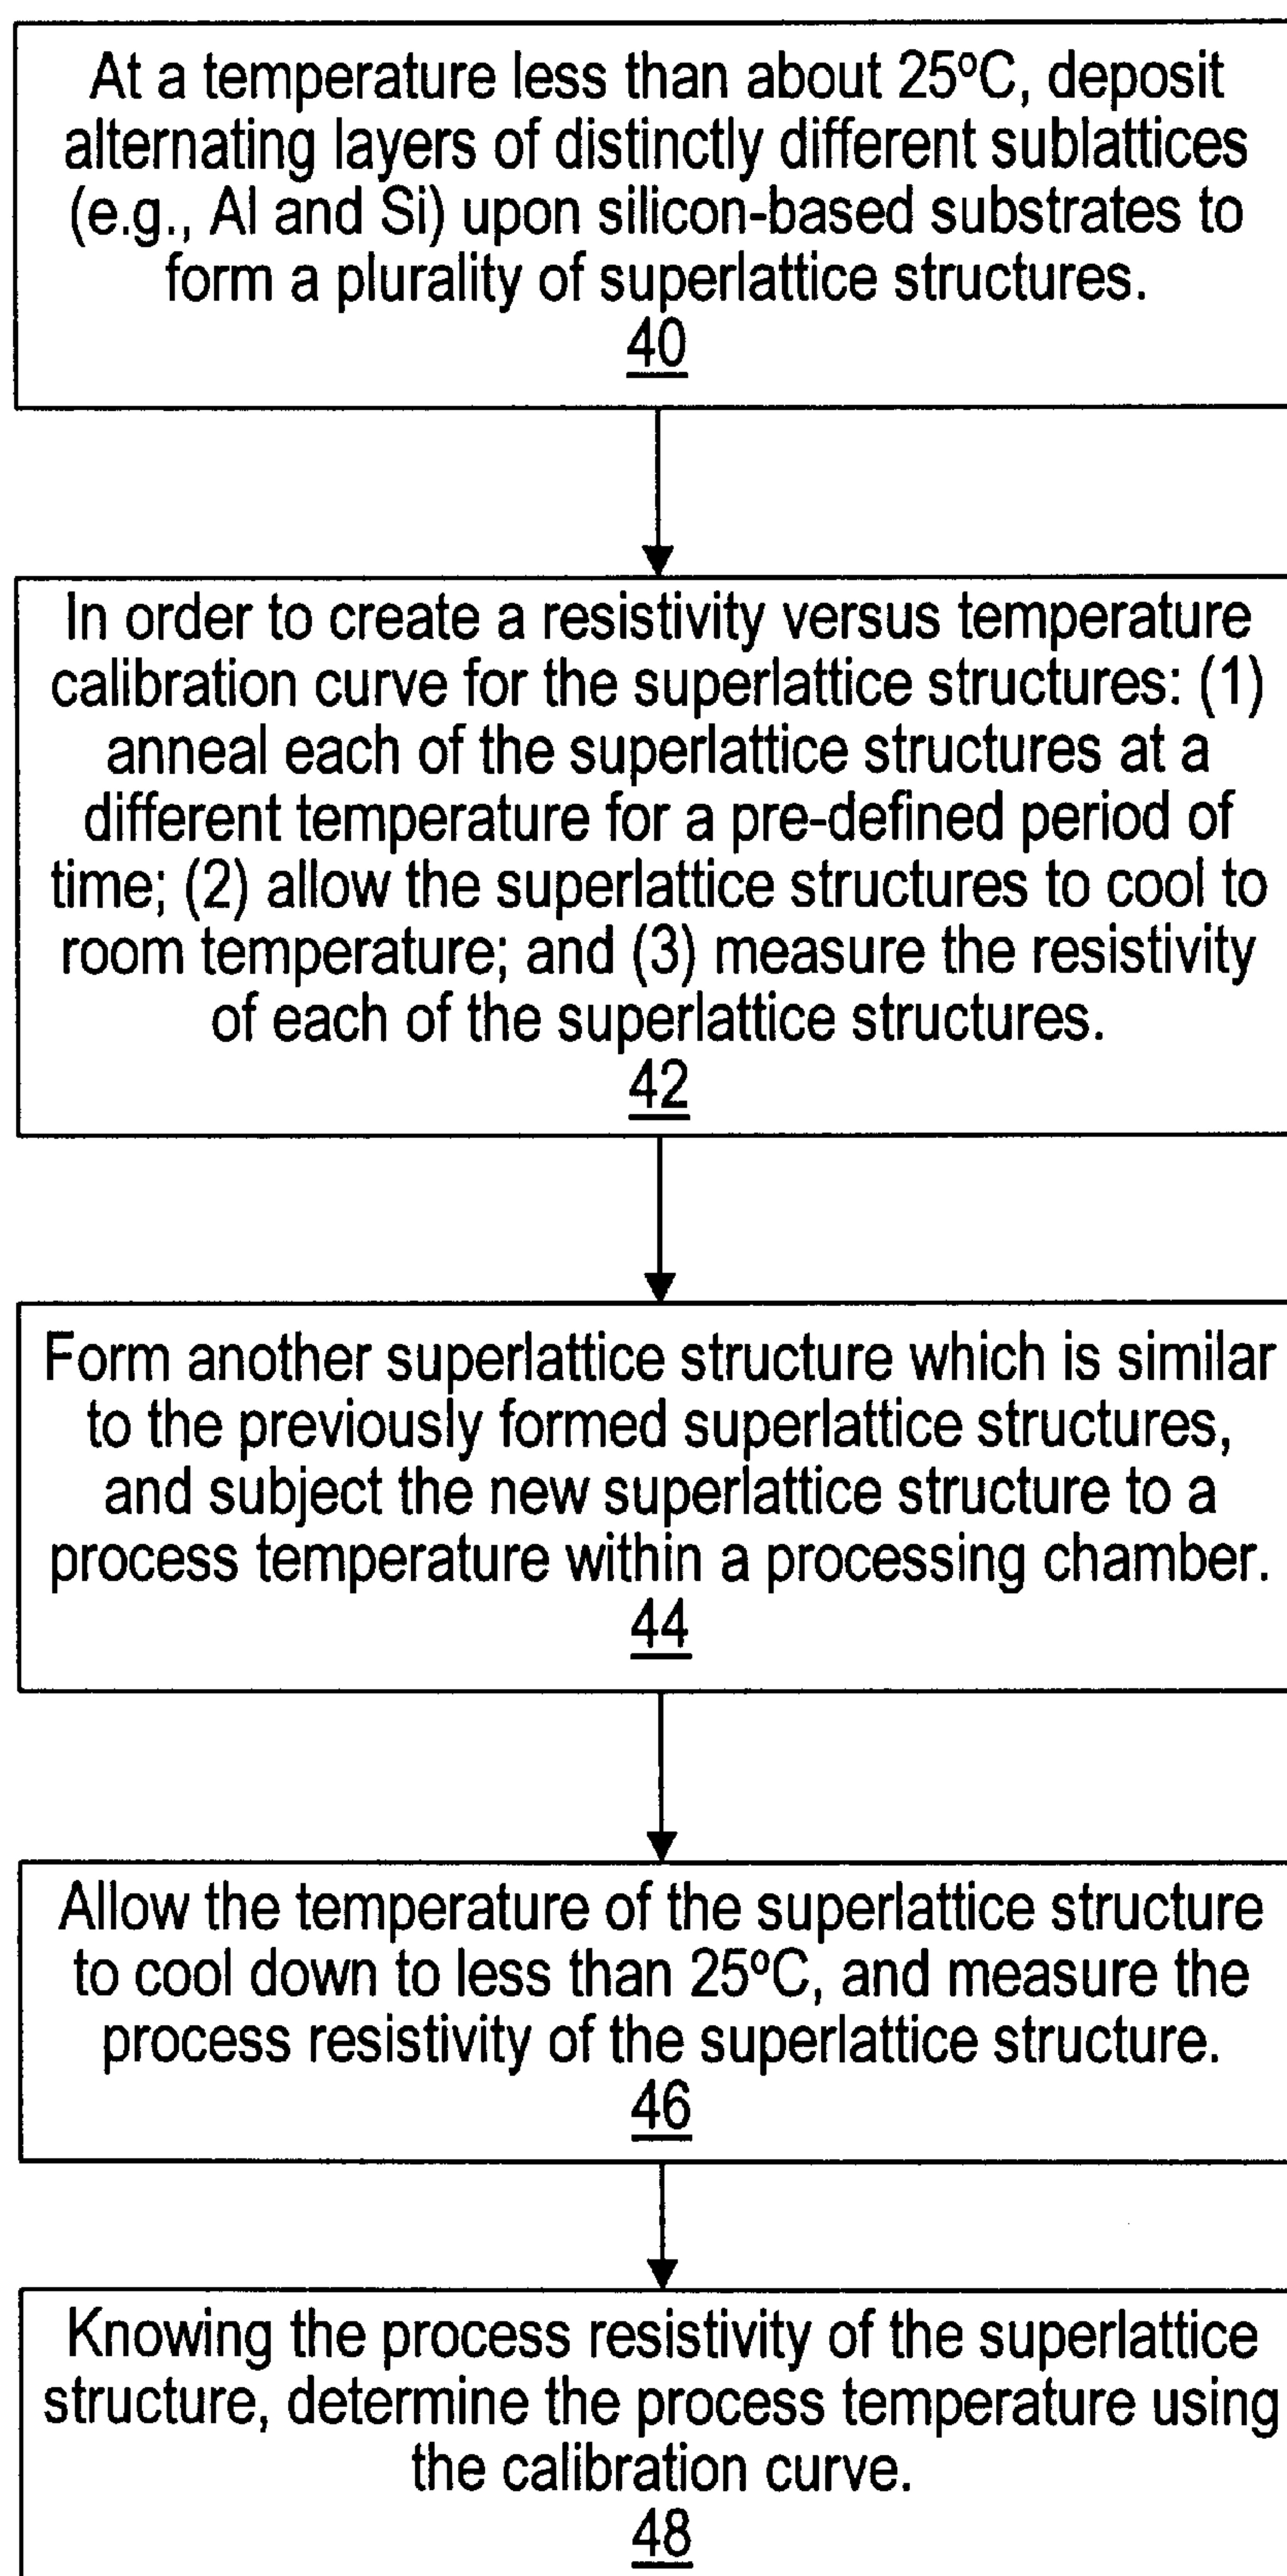 At a temperature less than about 25ºC, deposit
alternating layers of distinctly different sublattices
(e.g., Al and Si) upon silicon-based substrates to
form a plurality of superlattice structures.
40
In order to create a resistivity versus temperature
calibration curve for the superlattice structures: (1)
anneal each of the superlattice structures at a
different temperature for a pre-defined period of
time; (2) allow the superlattice structures to cool to
room temperature; and (3) measure the resistivity
of each of the superlattice structures.
42
Form another superlattice structure which is similar
to the previously formed superlattice structures,
and subject the new superlattice structure to a
process temperature within a processing chamber.
44
Allow the temperature of the superlattice structure
to cool down to less than 25ºC, and measure the
process resistivity of the superlattice structure.
46
Knowing the process resistivity of the superlattice
structure, determine the process temperature using
the calibration curve.
48